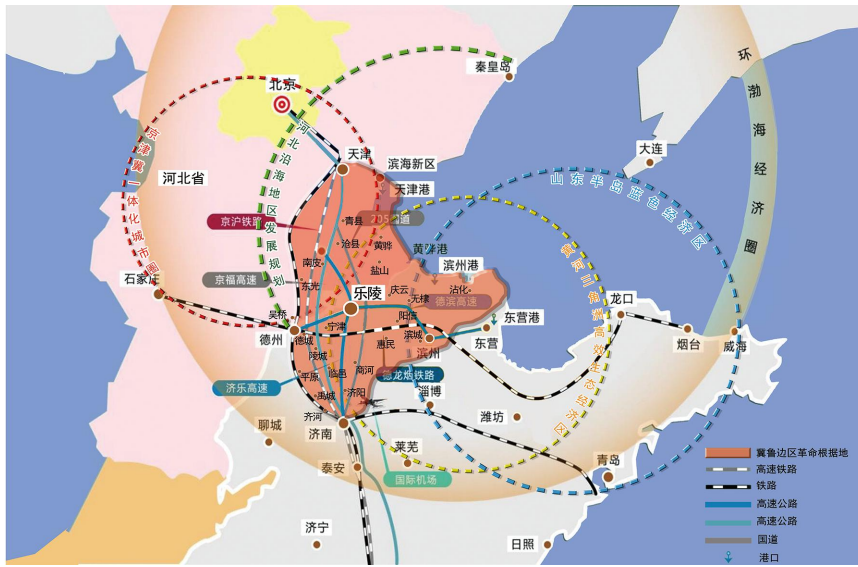 北京
秦皇岛
环渤海经济圈
京津冀一体化城市圈
河北沿海地区发展规划
大连
天津
滨海新区
河北省
天津港
山东半岛蓝色经济区
京沪铁路
青县
205国道
沧县
黄骅
黄骅港
黄河三角洲高效生态经济区
滨州港
南皮
盐山
石家庄
京福高速
东光
庆云
沾化
乐陵
无棣
德滨高速
龙口
吴桥
阳信
东营港
宁津
德州
德城
滨城
东营
烟台
威海
惠民
滨州
陵城
商河
平原
临邑
德龙烟铁路
济乐高速
禹城
济阳
淄博
齐河
潍坊
聊城
济南
莱芜
冀鲁边区革命根据地
泰安
青岛
高速铁路
国际机场
铁路
高速公路
高速公路
济宁
日照
国道
港口